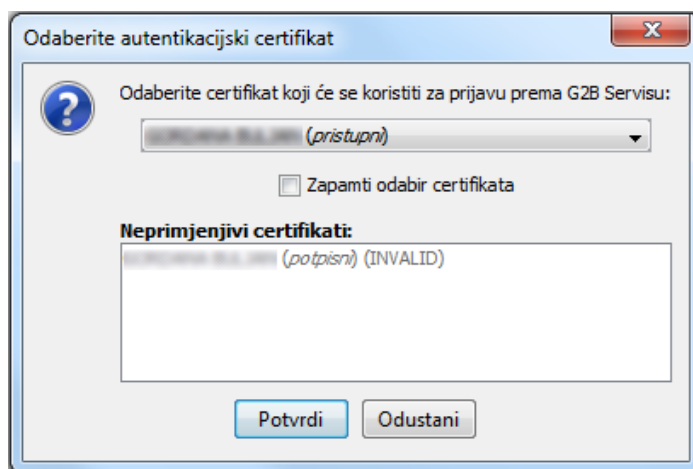 Odaberite autentikacijski certifikat
Odaberite certifikat koji će se koristiti za prijavu prema G2B Servisu:
(pristupni)
Zapamti odabir certifikata
Neprimjenjivi certifikati:
(potpisni) (INVALID)
Potvrdi
Odustani